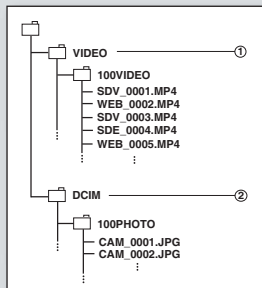 VIDEO ①
100VIDEO
SDV_0001.MP4
WEB_0002.MP4
SDV_0003.MP4
SDE_0004.MP4
WEB_0005.MP4
DCIM ②
100PHOTO
CAM_0001.JPG
CAM_0002.JPG